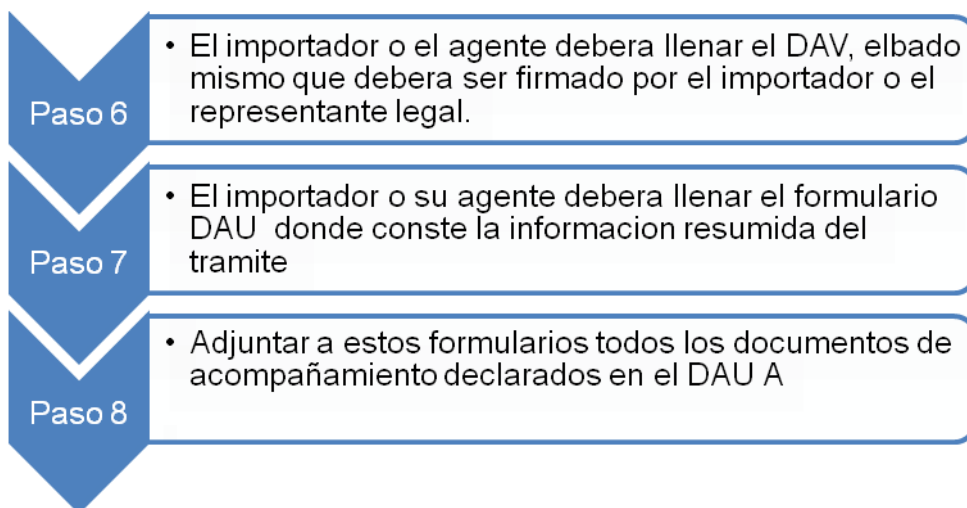 Paso 6
• El importador o el agente debera llenar el DAV, elbado
mismo que debera ser firmado por el importador o el
representante legal.
Paso 7
• El importador o su agente debera llenar el formulario
DAU donde conste la informacion resumida del
tramite
Paso 8
• Adjuntar a estos formularios todos los documentos de
acompañamiento declarados en el DAU A